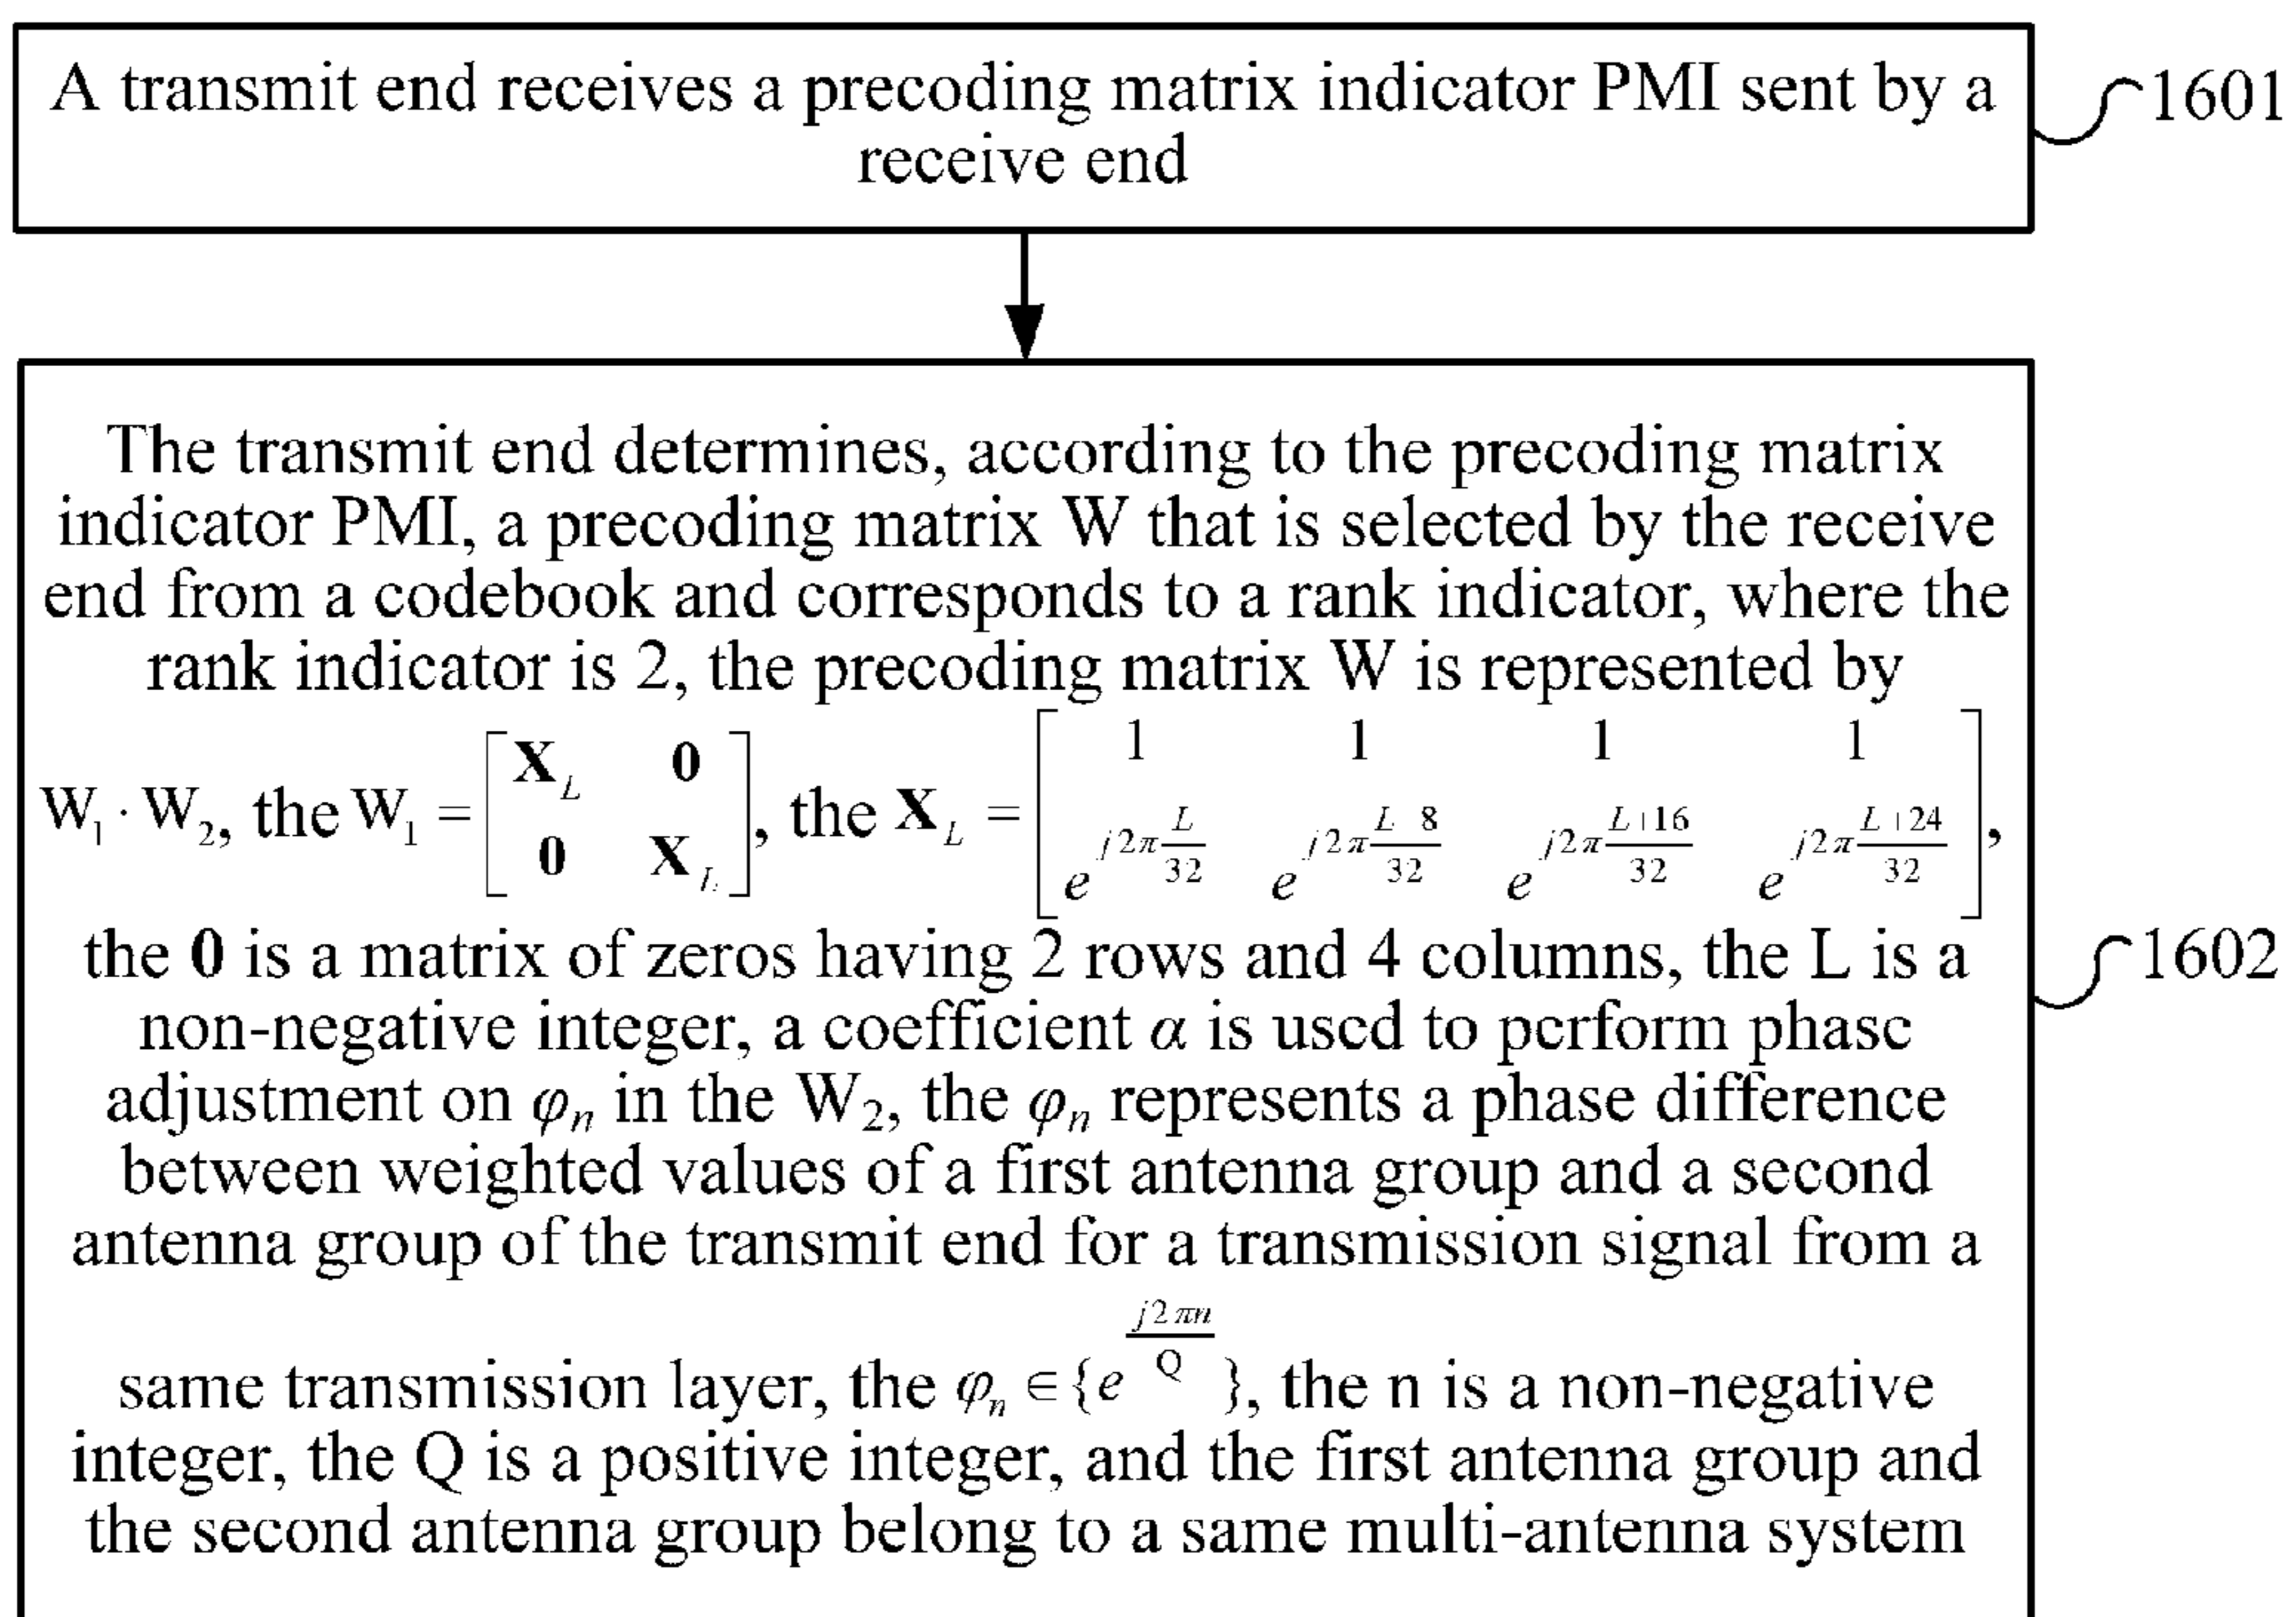 A transmit end receives a precoding matrix indicator PMI sent by a
receive end
1601
The transmit end determines, according to the precoding matrix
indicator PMI, a precoding matrix W that is selected by the receive
end from a codebook and corresponds to a rank indicator, where the
rank indicator is 2, the precoding matrix W is represented by
W₁ · W₂, the W₁ = [X_L 0; 0 X_L], the X_L = [1 1 1 1; e^{j2π L/32} e^{j2π L 8/32} e^{j2π L+16/32} e^{j2π L+24/32}],
the 0 is a matrix of zeros having 2 rows and 4 columns, the L is a
1602
non-negative integer, a coefficient α is used to perform phase
adjustment on φₙ in the W₂, the φₙ represents a phase difference
between weighted values of a first antenna group and a second
antenna group of the transmit end for a transmission signal from a
same transmission layer, the φₙ ∈ {e^{j2πn/Q}}, the n is a non-negative
integer, the Q is a positive integer, and the first antenna group and
the second antenna group belong to a same multi-antenna system